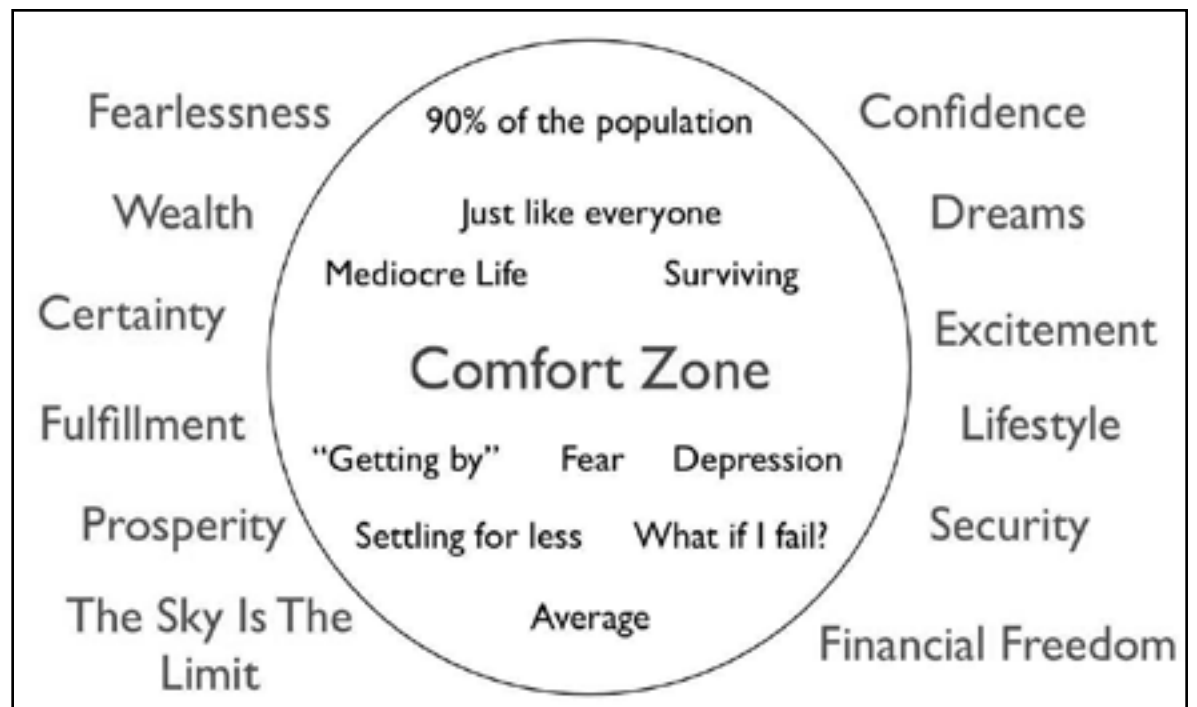 Fearlessness
90% of the population
Confidence
Wealth
Just like everyone
Dreams
Mediocre Life
Surviving
Certainty
Excitement
Comfort Zone
Fulfillment
Lifestyle
“Getting by”
Fear
Depression
Prosperity
Settling for less
What if I fail?
Security
The Sky Is The
Limit
Average
Financial Freedom